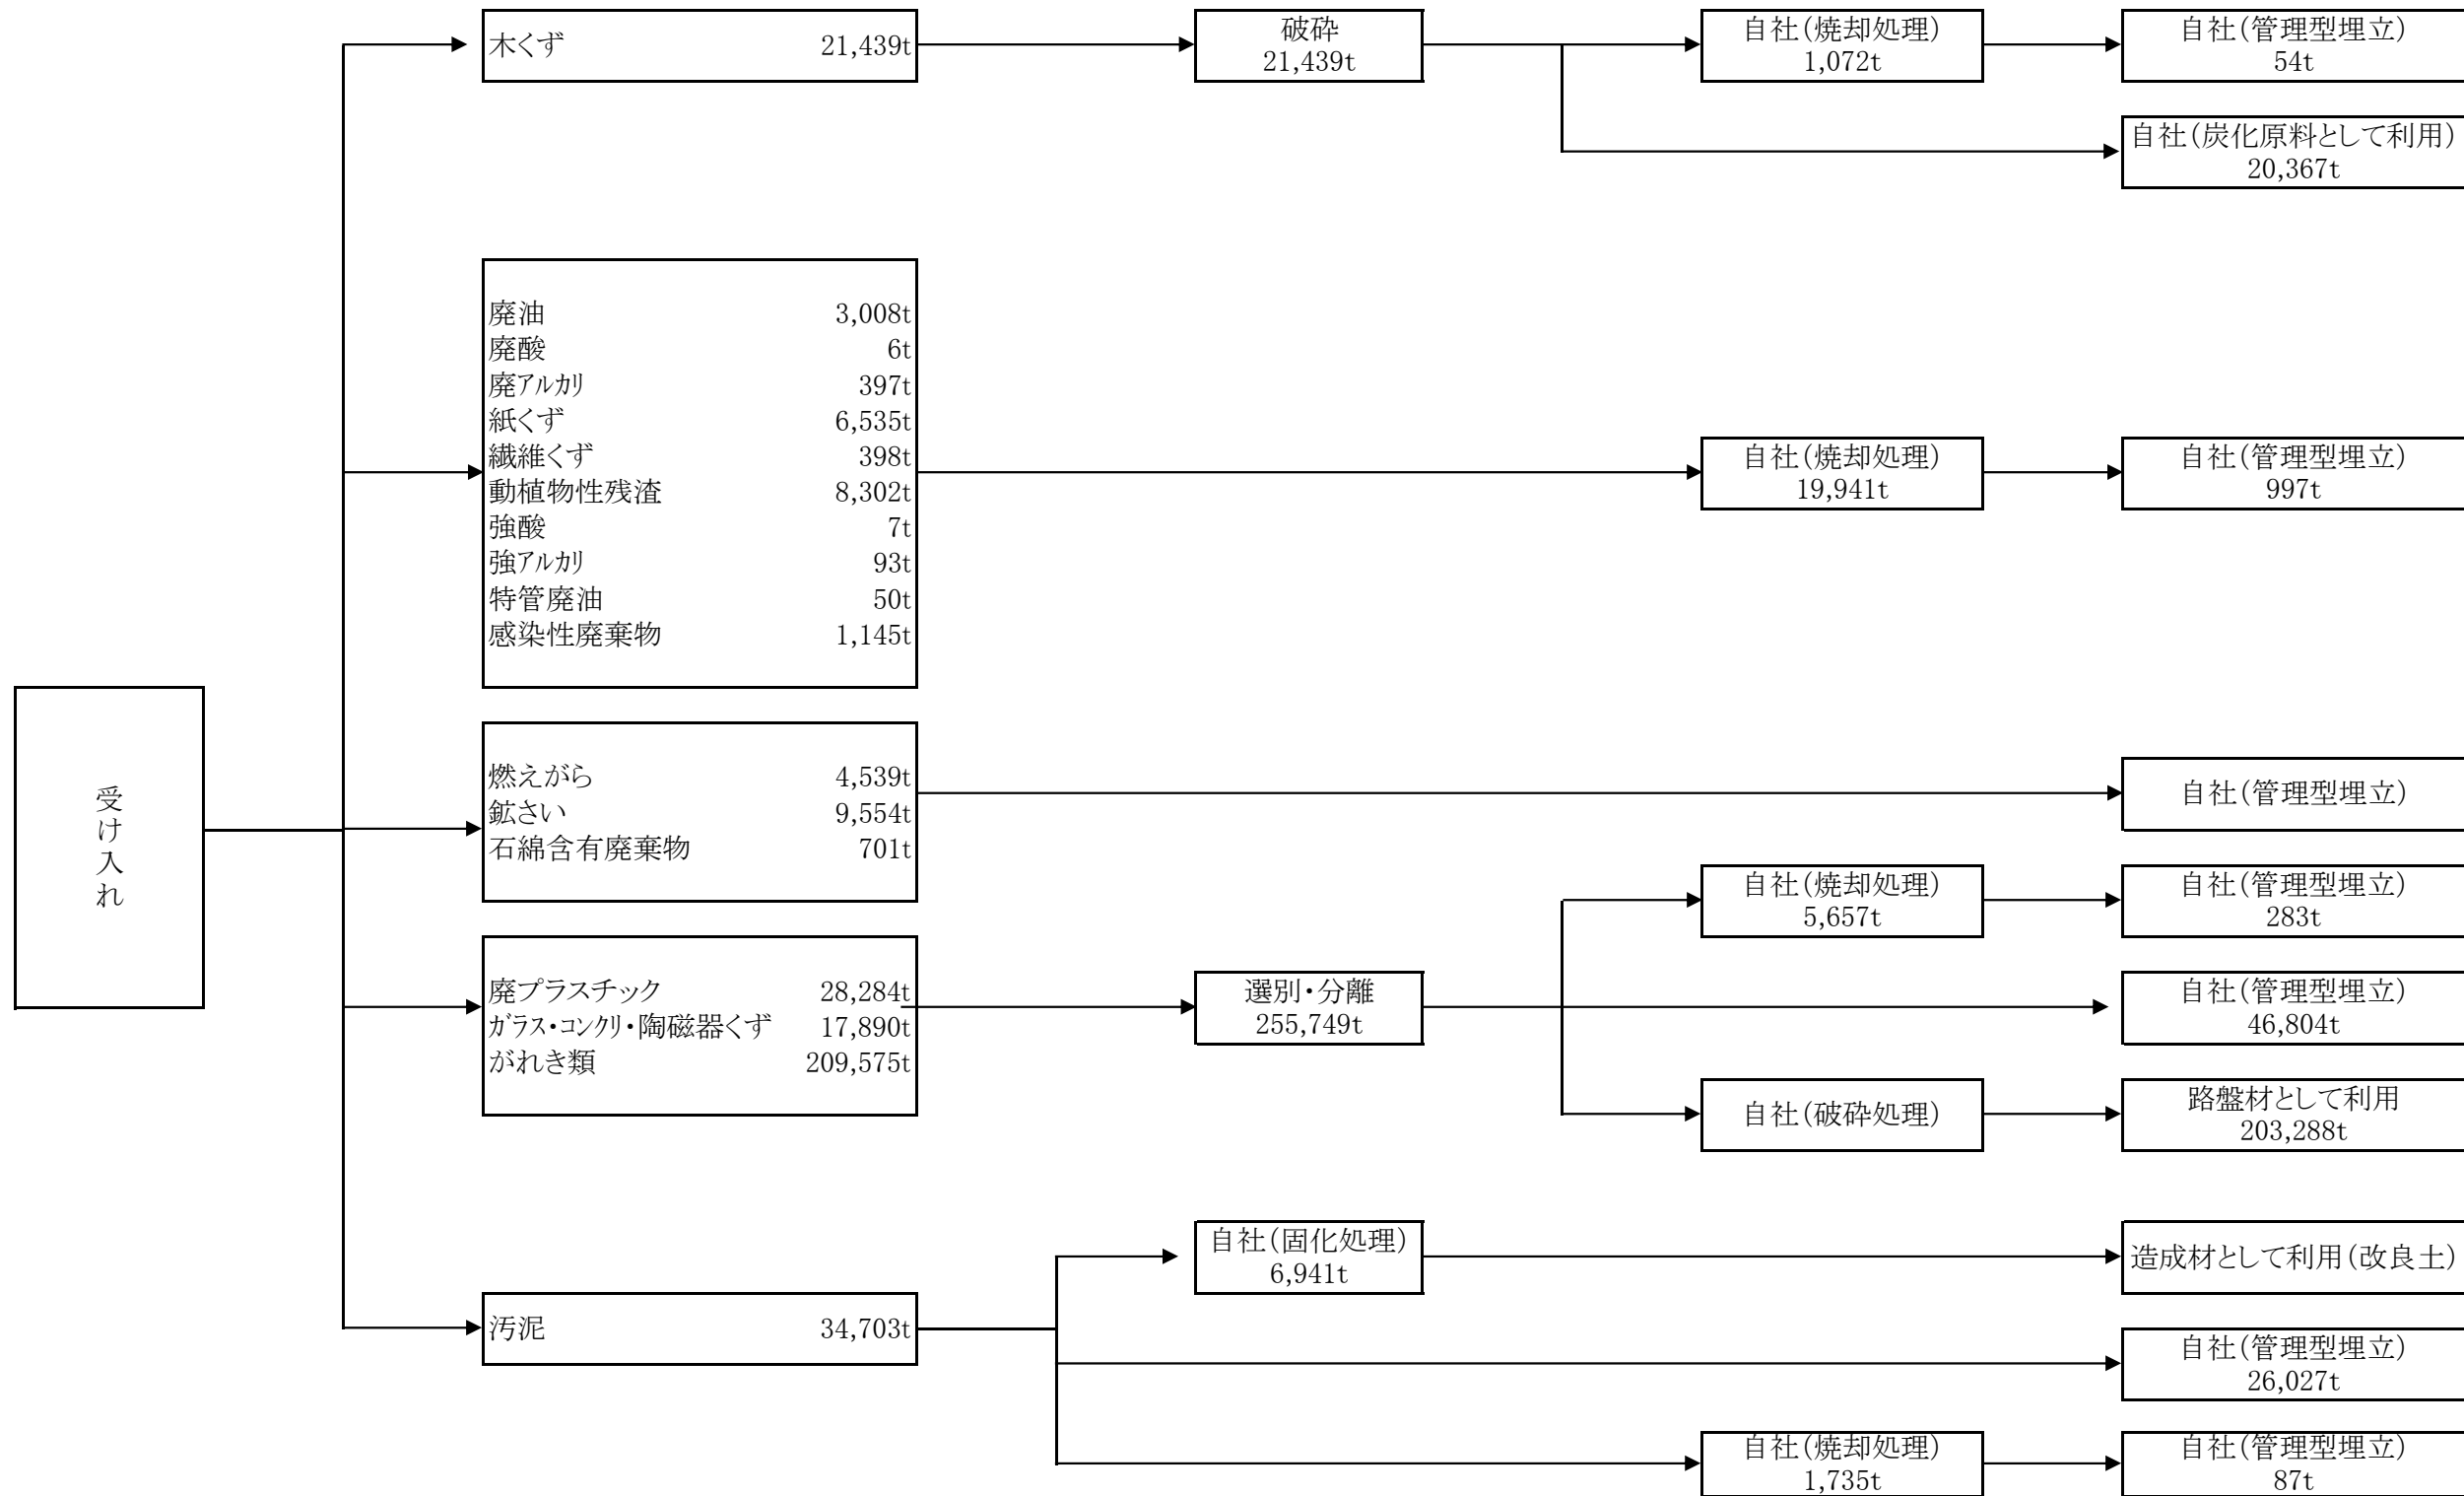 木くず 21,439t
破砕
21,439t
自社(焼却処理)
1,072t
自社(管理型埋立)
54t
自社(炭化原料として利用)
20,367t
廃油 3,008t
廃酸 6t
廃ｱﾙｶﾘ 397t
紙くず 6,535t
繊維くず 398t
動植物性残渣 8,302t
強酸 7t
強ｱﾙｶﾘ 93t
特管廃油 50t
感染性廃棄物 1,145t
自社(焼却処理)
19,941t
自社(管理型埋立)
997t
受け入れ
燃えがら 4,539t
鉱さい 9,554t
石綿含有廃棄物 701t
自社(管理型埋立)
廃プラスチック 28,284t
ｶﾞﾗｽ・ｺﾝｸﾘ・陶磁器くず 17,890t
がれき類 209,575t
選別・分離
255,749t
自社(焼却処理)
5,657t
自社(管理型埋立)
283t
自社(管理型埋立)
46,804t
自社(破砕処理)
路盤材として利用
203,288t
汚泥 34,703t
自社(固化処理)
6,941t
造成材として利用(改良土)
自社(管理型埋立)
26,027t
自社(焼却処理)
1,735t
自社(管理型埋立)
87t